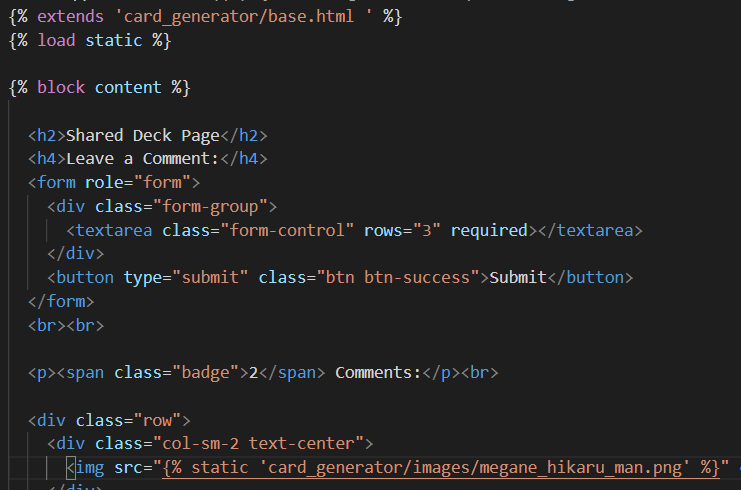 {% extends 'card_generator/base.html ' %}
{% load static %}
{% block content %}
<h2>Shared Deck Page</h2>
<h4>Leave a Comment:</h4>
<form role="form">
<div class="form-group">
<textarea class="form-control" rows="3" required></textarea>
</div>
<button type="submit" class="btn btn-success">Submit</button>
</form>
<br><br>
<p><span class="badge">2</span> Comments:</p><br>
<div class="row">
<div class="col-sm-2 text-center">
<img src="{% static 'card_generator/images/megane_hikaru_man.png' %}"